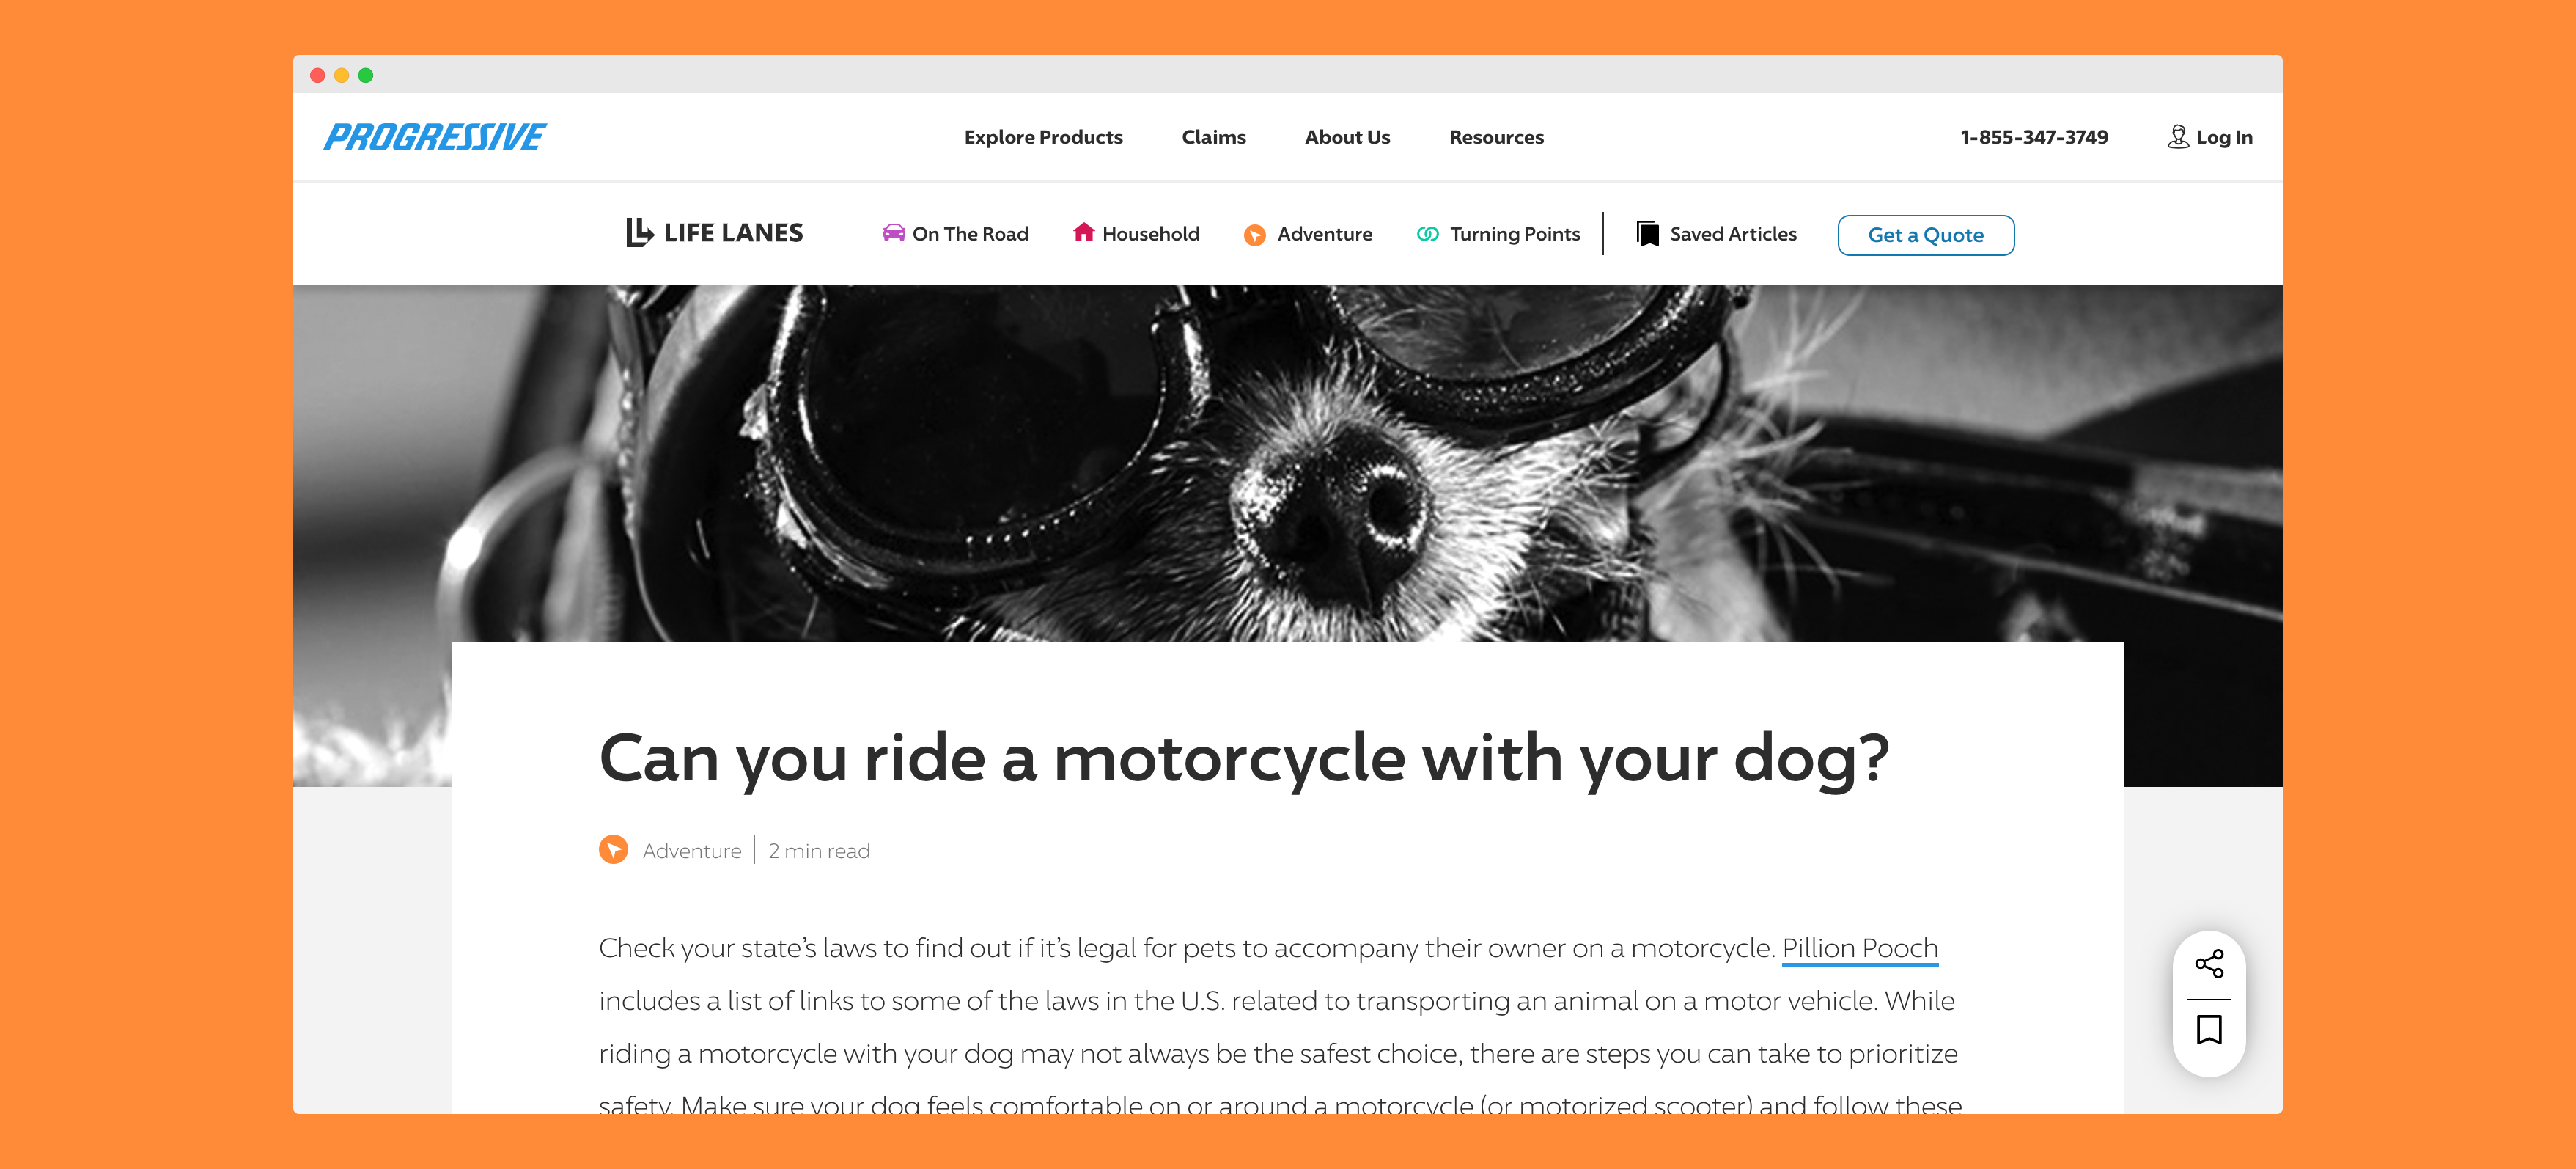 PROGRESSIVE
Explore Products
Claims
About Us
Resources
1-855-347-3749
Log In
LIFE LANES
On The Road
Household
Adventure
Turning Points
Saved Articles
Get a Quote
Can you ride a motorcycle with your dog?
Adventure | 2 min read
Check your state’s laws to find out if it’s legal for pets to accompany their owner on a motorcycle. Pillion Pooch
includes a list of links to some of the laws in the U.S. related to transporting an animal on a motor vehicle. While
riding a motorcycle with your dog may not always be the safest choice, there are steps you can take to prioritize
safety. Make sure your dog feels comfortable on or around a motorcycle (or motorized scooter) and follow these